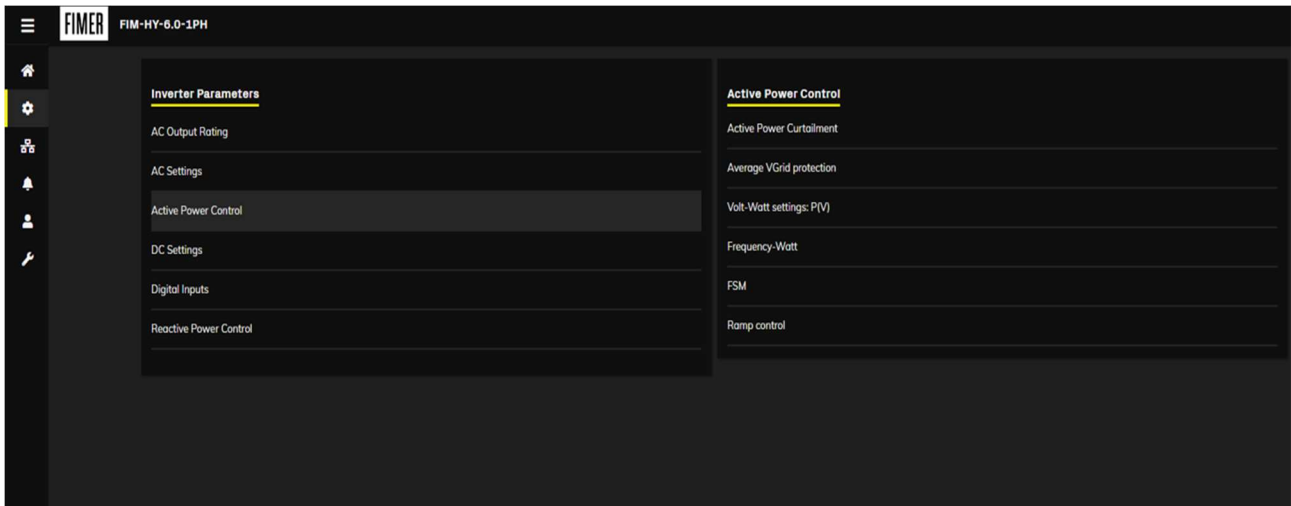 FIMER FIM-HY-6.0-1PH
Inverter Parameters
AC Output Rating
AC Settings
Active Power Control
DC Settings
Digital Inputs
Reactive Power Control
Active Power Control
Active Power Curtailment
Average VGrid protection
Volt-Watt settings: P(V)
Frequency-Watt
FSM
Ramp control